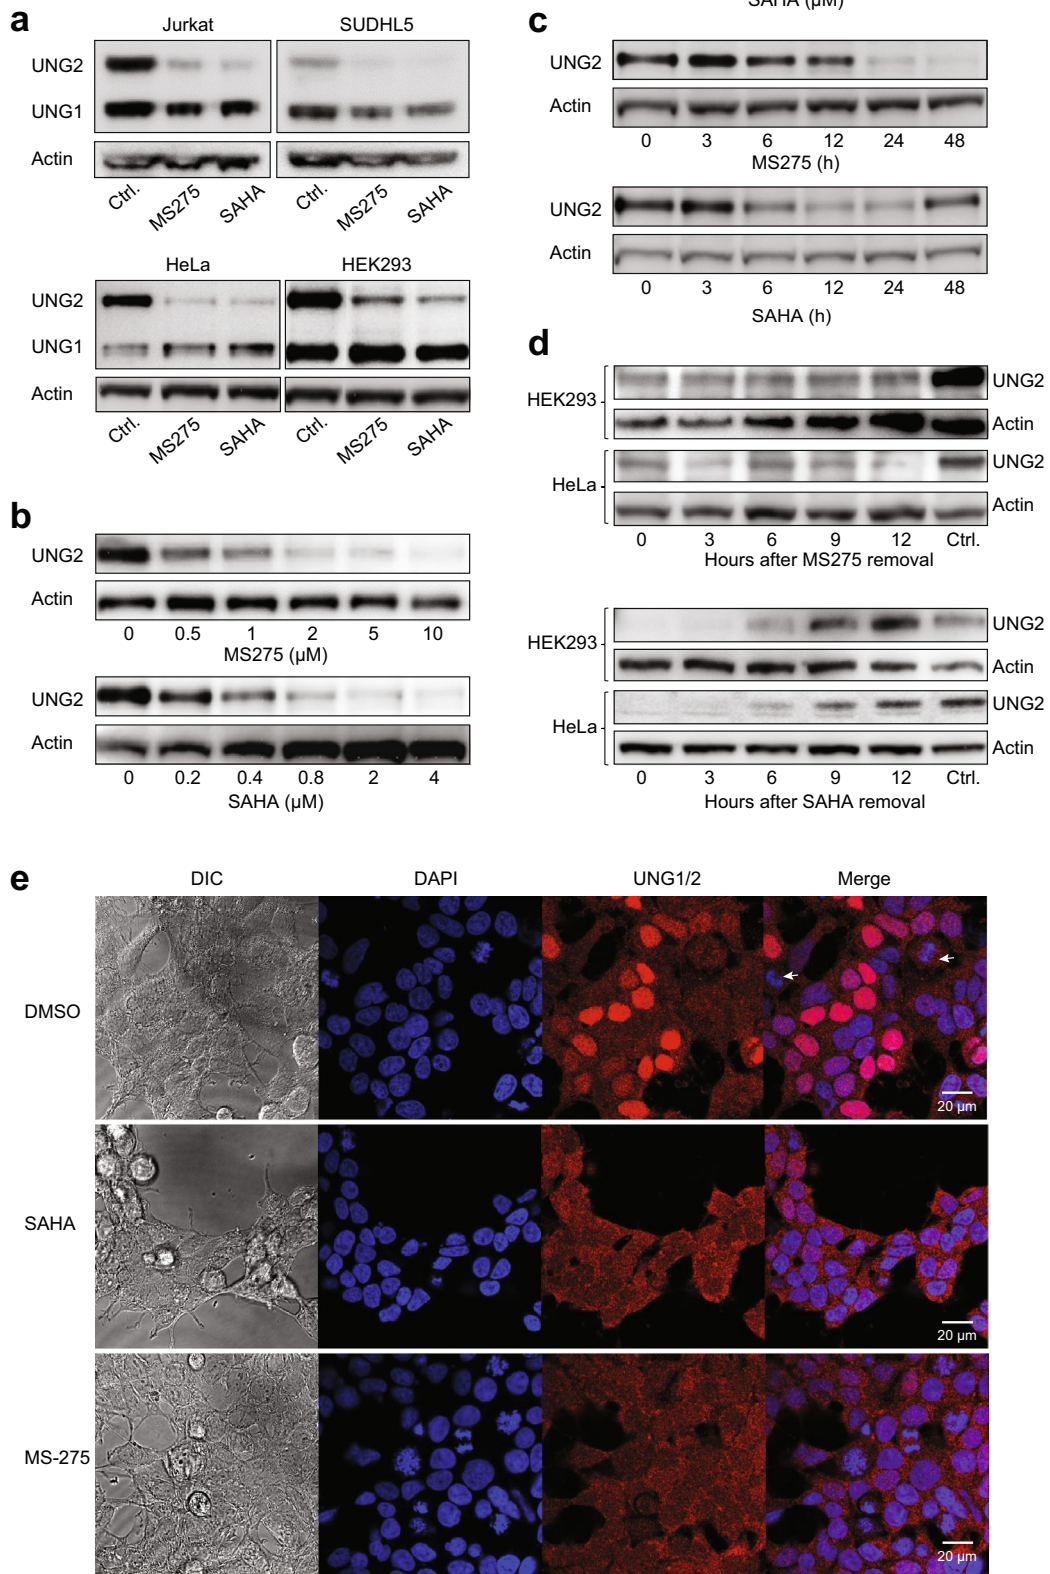 a
Jurkat SUDHL5
UNG2
UNG1
Actin
Ctrl. MS275 SAHA Ctrl. MS275 SAHA
HeLa HEK293
UNG2
UNG1
Actin
Ctrl. MS275 SAHA Ctrl. MS275 SAHA
b
UNG2
Actin
0 0.5 1 2 5 10
MS275 (µM)
UNG2
Actin
0 0.2 0.4 0.8 2 4
SAHA (µM)
SAHA (µM)
c
UNG2
Actin
0 3 6 12 24 48
MS275 (h)
UNG2
Actin
0 3 6 12 24 48
SAHA (h)
d
HEK293 UNG2
Actin
HeLa UNG2
Actin
0 3 6 9 12 Ctrl.
Hours after MS275 removal
HEK293 UNG2
Actin
HeLa UNG2
Actin
0 3 6 9 12 Ctrl.
Hours after SAHA removal
e
DIC DAPI UNG1/2 Merge
DMSO
20 µm
SAHA
20 µm
MS-275
20 µm